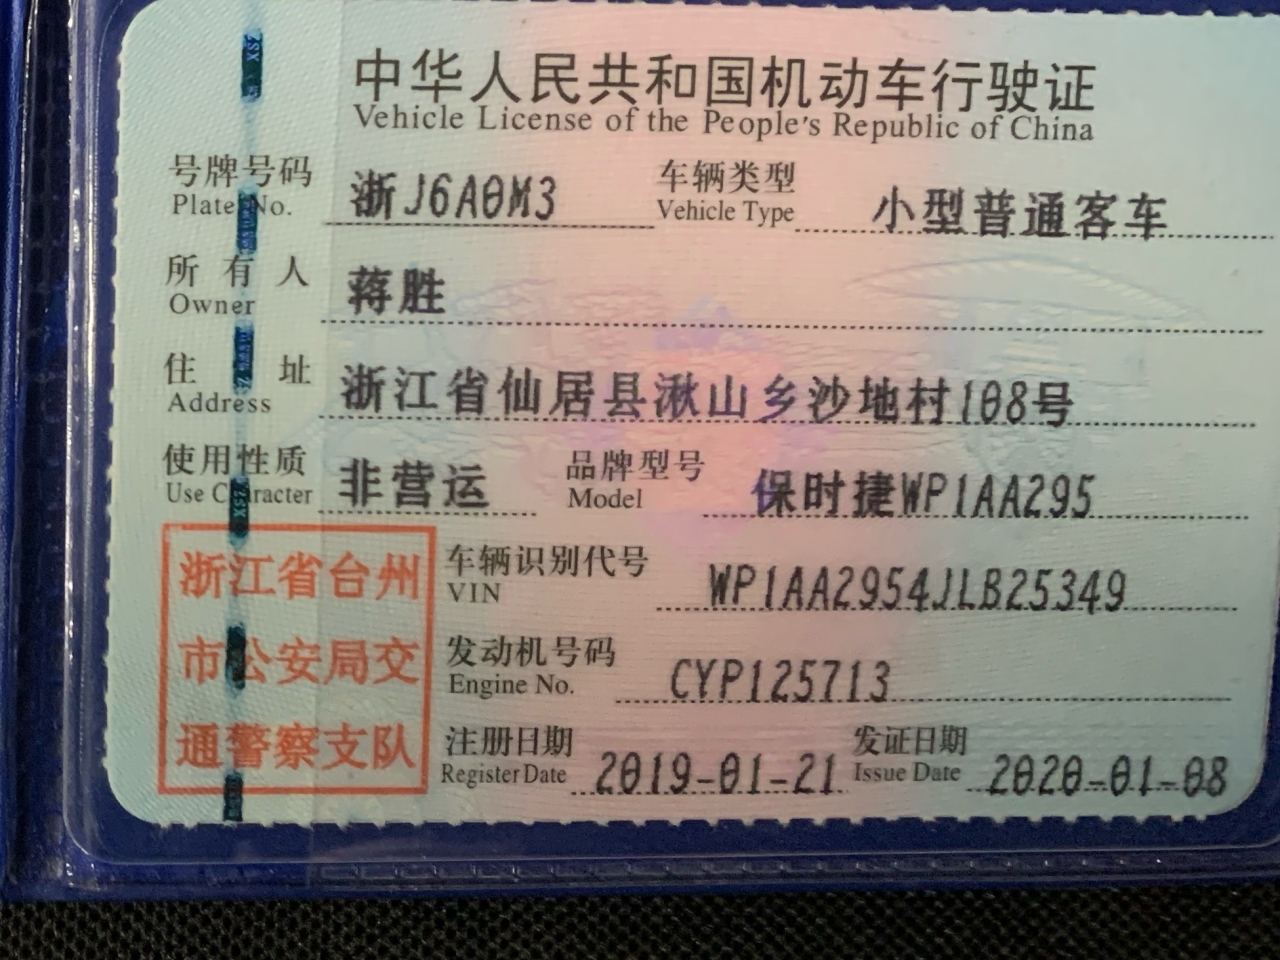 中华人民共和国机动车行驶证
Vehicle License of the People's Republic of China
号牌号码 浙J6A0M3 车辆类型 小型普通客车
Plate No. Vehicle Type
所有人 蒋胜
Owner
住址 浙江省仙居县湫山乡沙地村108号
Address
使用性质 非营运 品牌型号 保时捷WP1AA295
Use Character Model
浙江省台州
市公安局交
通警察支队
车辆识别代号 WP1AA2954JLB25349
VIN
发动机号码 CYP125713
Engine No.
注册日期 2019-01-21 发证日期 2020-01-08
Register Date Issue Date